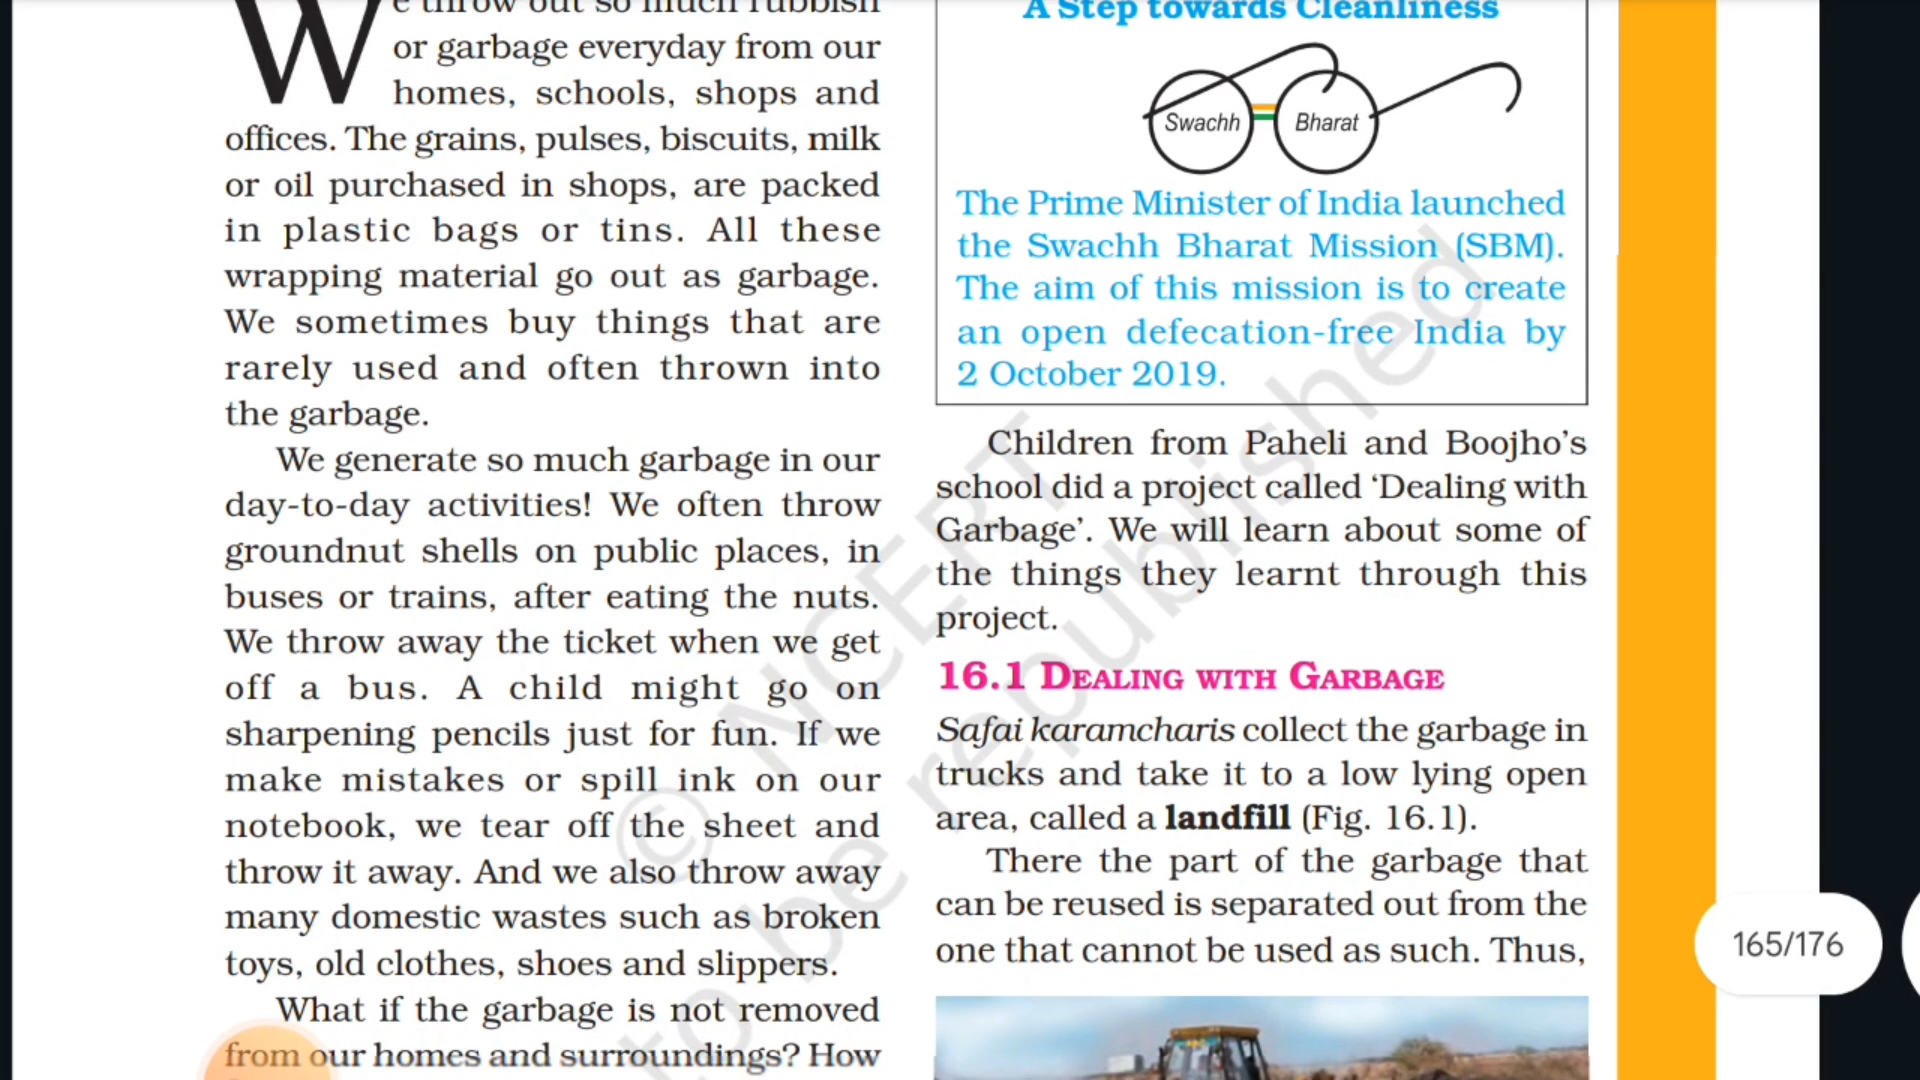 We throw out so much rubbish
or garbage everyday from our
homes, schools, shops and
offices. The grains, pulses, biscuits, milk
or oil purchased in shops, are packed
in plastic bags or tins. All these
wrapping material go out as garbage.
We sometimes buy things that are
rarely used and often thrown into
the garbage.
We generate so much garbage in our
day-to-day activities! We often throw
groundnut shells on public places, in
buses or trains, after eating the nuts.
We throw away the ticket when we get
off a bus. A child might go on
sharpening pencils just for fun. If we
make mistakes or spill ink on our
notebook, we tear off the sheet and
throw it away. And we also throw away
many domestic wastes such as broken
toys, old clothes, shoes and slippers.
What if the garbage is not removed
from our homes and surroundings? How
A Step towards Cleanliness
Swachh Bharat
The Prime Minister of India launched
the Swachh Bharat Mission (SBM).
The aim of this mission is to create
an open defecation-free India by
2 October 2019.
Children from Paheli and Boojho's
school did a project called ‘Dealing with
Garbage’. We will learn about some of
the things they learnt through this
project.
16.1 DEALING WITH GARBAGE
Safai karamcharis collect the garbage in
trucks and take it to a low lying open
area, called a landfill (Fig. 16.1).
There the part of the garbage that
can be reused is separated out from the
one that cannot be used as such. Thus,
165/176
© NCERT
to be republished